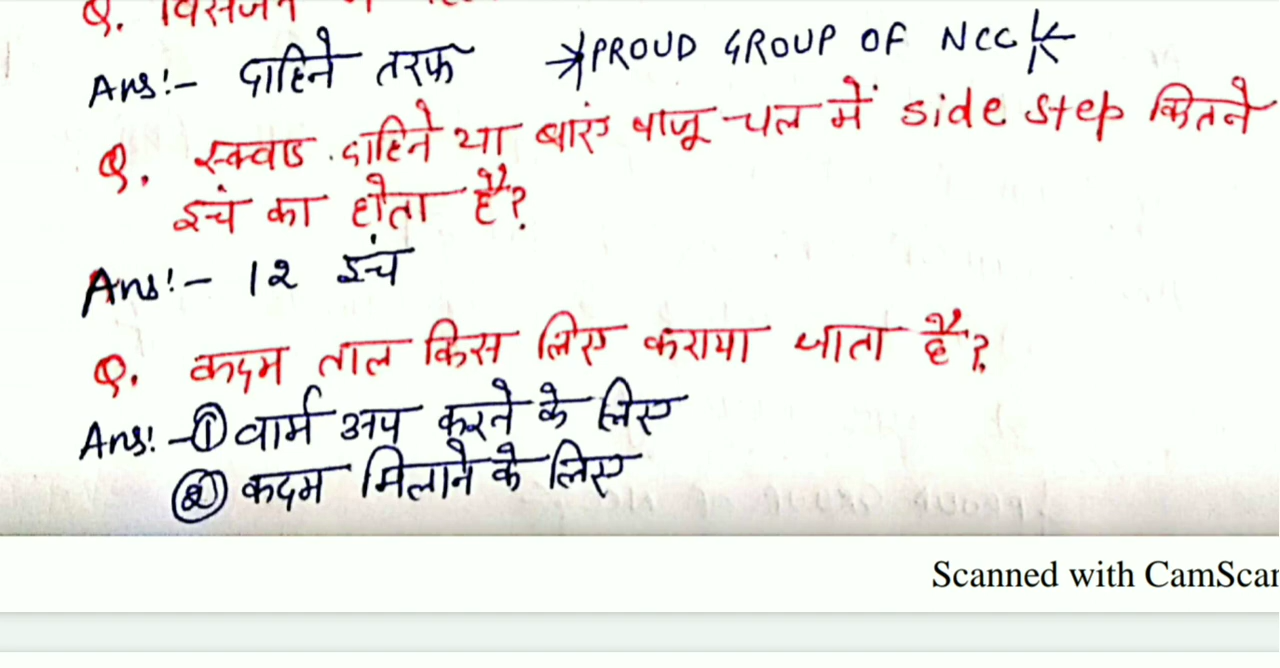 Q. विसर्जन में
Ans:- दाहिने तरफ →PROUD GROUP OF NCC←
Q. स्क्वाड दाहिने या बाएं बाजू चल में side step कितने
इंच का होता है?
Ans:- 12 इंच
Q. कदम ताल किस लिए कराया जाता है?
Ans:- ① वार्म अप करने के लिए
② कदम मिलाने के लिए
Scanned with CamScan